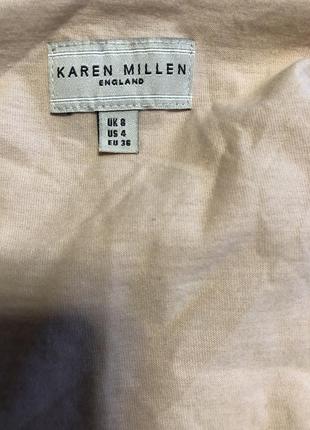 KAREN MILLEN
ENGLAND
UK 8
US 4
EU 36